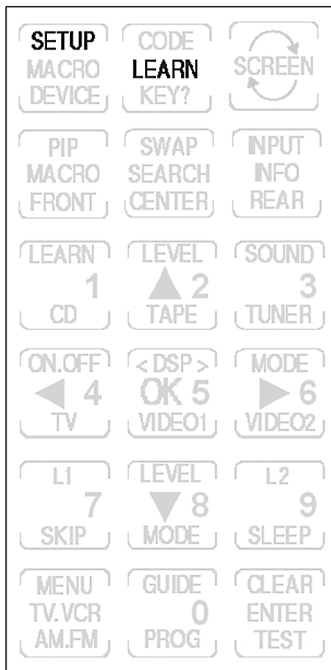 SETUP CODE SCREEN
MACRO LEARN
DEVICE KEY?
PIP SWAP INPUT
MACRO SEARCH INFO
FRONT CENTER REAR
LEARN LEVEL SOUND
1 ▲ 2 3
CD TAPE TUNER
ON.OFF <DSP> MODE
◀ 4 OK 5 ▶ 6
TV VIDEO1 VIDEO2
L1 LEVEL L2
7 ▼ 8 9
SKIP MODE SLEEP
MENU GUIDE CLEAR
TV.VCR 0 ENTER
AM.FM PROG TEST